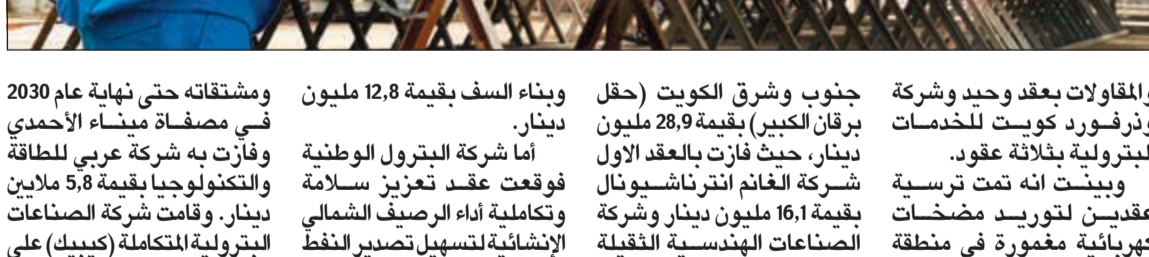 والمقاولات بعقد وحيد وشركة
وذرفورد كويت للخدمات
البترولية بثلاثة عقود.
وبينت انه تمت ترسية
عقدين لتوريد مضخات
كهربائية مغمورة في منطقة
جنوب وشرق الكويت (حقل
برقان الكبير) بقيمة 28,9 مليون
دينار، حيث فازت بالعقد الاول
شركة الغانم انترناشيونال
بقيمة 16,1 مليون دينار وشركة
الصناعات الهندسية الثقيلة
وبناء السف بقيمة 12,8 مليون
دينار.
أما شركة البترول الوطنية
فوقعت عقد تعزيز سلامة
وتكاملية أداء الرصيف الشمالي
الإنشائية لتسهيل تصدير النفط
ومشتقاته حتى نهاية عام 2030
في مصفاة ميناء الأحمدي
وفازت به شركة عربي للطاقة
والتكنولوجيا بقيمة 5,8 ملايين
دينار. وقامت شركة الصناعات
البترولية المتكاملة (كيبيك) على